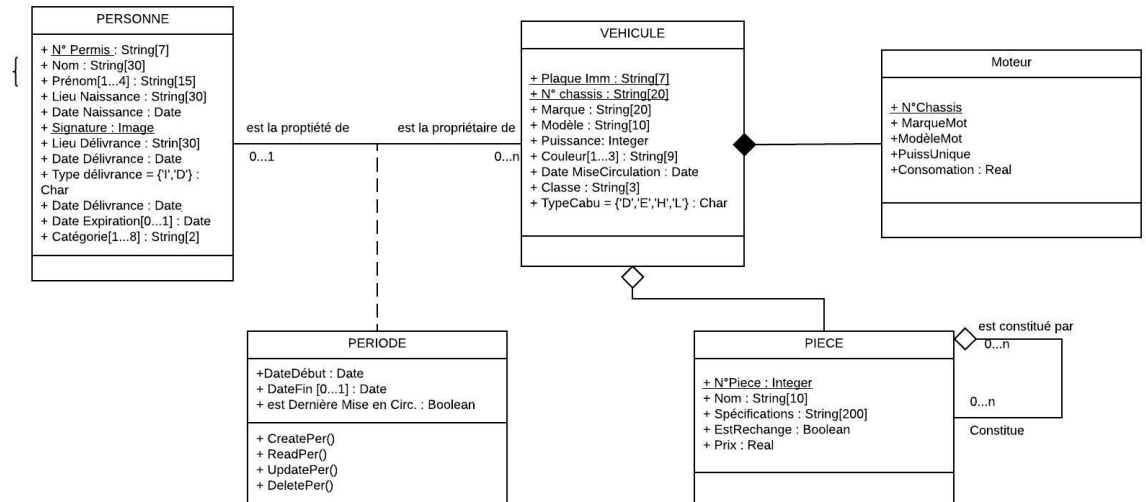 PERSONNE
+ N° Permis : String[7]
+ Nom : String[30]
+ Prénom[1...4] : String[15]
+ Lieu Naissance : String[30]
+ Date Naissance : Date
+ Signature : Image
+ Lieu Délivrance : Strin[30]
+ Date Délivrance : Date
+ Type délivrance = {'I','D'} :
Char
+ Date Délivrance : Date
+ Date Expiration[0...1] : Date
+ Catégorie[1...8] : String[2]
{
est la proptiété de
0...1
est la propriétaire de
0...n
VEHICULE
+ Plaque Imm : String[7]
+ N° chassis : String[20]
+ Marque : String[20]
+ Modèle : String[10]
+ Puissance: Integer
+ Couleur[1...3] : String[9]
+ Date MiseCirculation : Date
+ Classe : String[3]
+ TypeCabu = {'D','E','H','L'} : Char
Moteur
+ N°Chassis
+ MarqueMot
+ModèleMot
+PuissUnique
+Consomation : Real
PERIODE
+DateDébut : Date
+ DateFin [0...1] : Date
+ est Dernière Mise en Circ. : Boolean
+ CreatePer()
+ ReadPer()
+ UpdatePer()
+ DeletePer()
PIECE
+ N°Piece : Integer
+ Nom : String[10]
+ Spécifications : String[200]
+ EstRechange : Boolean
+ Prix : Real
est constitué par
0...n
0...n
Constitue